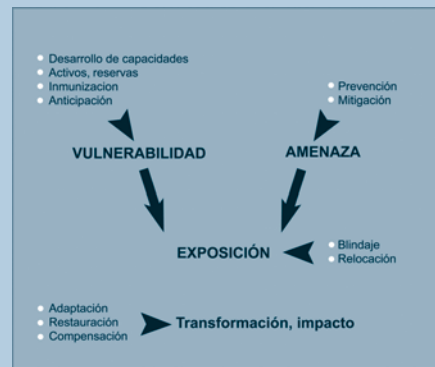 Desarrollo de capacidades
Activos, reservas
Inmunizacion
Anticipación
Prevención
Mitigación
VULNERABILIDAD
AMENAZA
EXPOSICIÓN
Blindaje
Relocación
Adaptación
Restauración
Compensación
Transformación, impacto